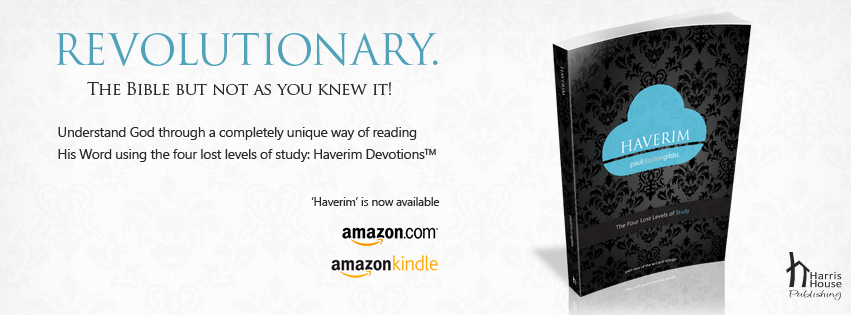 REVOLUTIONARY.
THE BIBLE BUT NOT AS YOU KNEW IT!
Understand God through a completely unique way of reading
His Word using the four lost levels of study: Haverim Devotions™
'Haverim' is now available
amazon.com®
amazonkindle
HAVERIM
HAVERIM
paulclaytongibbs
The Four Lost Levels of Study
Harris
House
Publishing